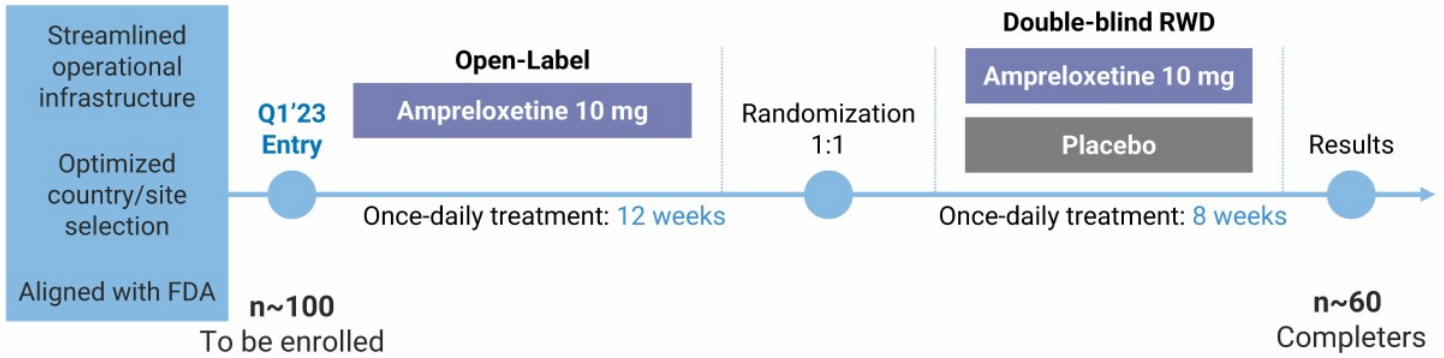 Streamlined
operational
infrastructure
Optimized
country/site
selection
Aligned with FDA
Q1’23
Entry
n~100
To be enrolled
Open-Label
Ampreloxetine 10 mg
Once-daily treatment: 12 weeks
Randomization
1:1
Double-blind RWD
Ampreloxetine 10 mg
Placebo
Once-daily treatment: 8 weeks
Results
n~60
Completers